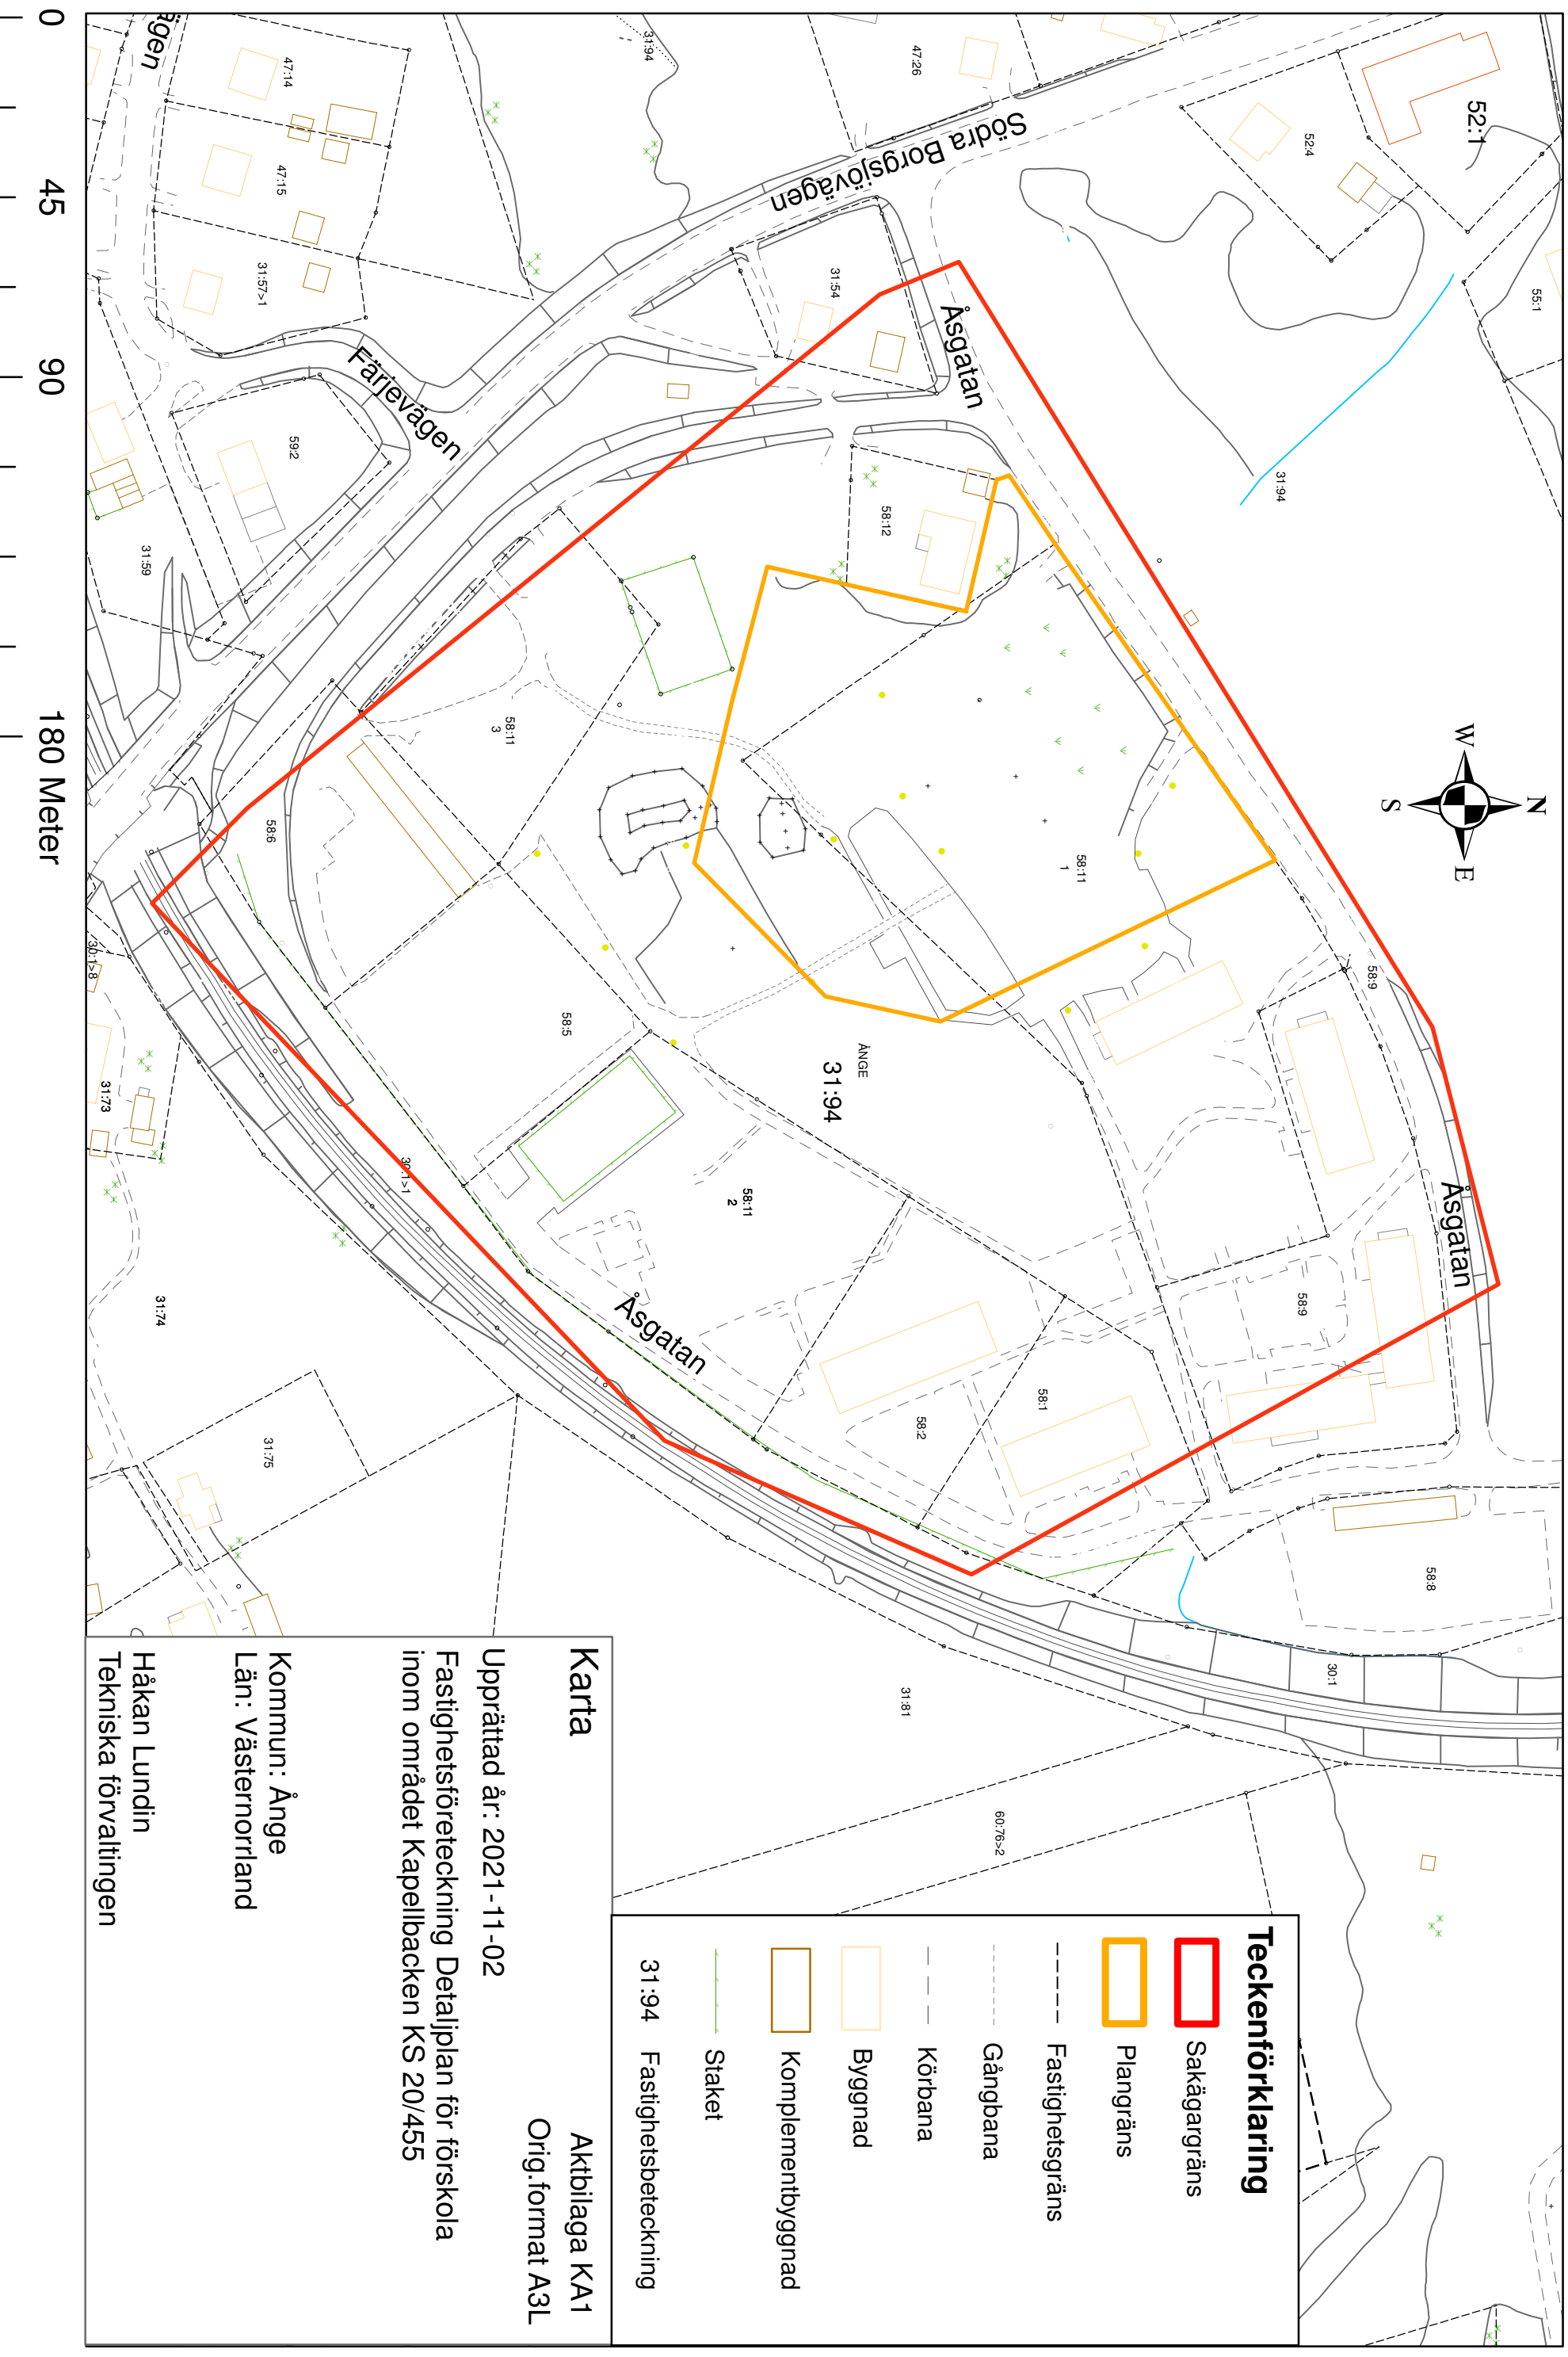 Karta
Aktbilaga KA1
Orig.format A3L
Upprättad år: 2021-11-02
Fastighetsföreteckning Detaljplan för förskola
inom området Kapellbacken KS 20/455
Kommun: Ånge
Län: Västernorrland
Håkan Lundin
Tekniska förvaltingen
Teckenförklaring
Sakägargräns
Plangräns
Fastighetsgräns
Gångbana
Körbana
Byggnad
Komplementbyggnad
Staket
31:94 Fastighetsbeteckning
N
W
E
S
0 45 90 180 Meter
52:1
52:4
55:1
31:94
47:26
31:94
47:14
47:15
31:57>1
ägen
Södra Borgsjövägen
31:54
Åsgatan
Färjevägen
59:2
31:59
58:12
58:11
1
58:11
3
58:6
58:9
58:5
ÅNGE
31:94
58:11
2
Åsgatan
58:9
58:1
58:2
Åsgatan
58:8
30:1
30:1>1
30:1>8
31:73
31:74
31:75
31:81
60:76>2